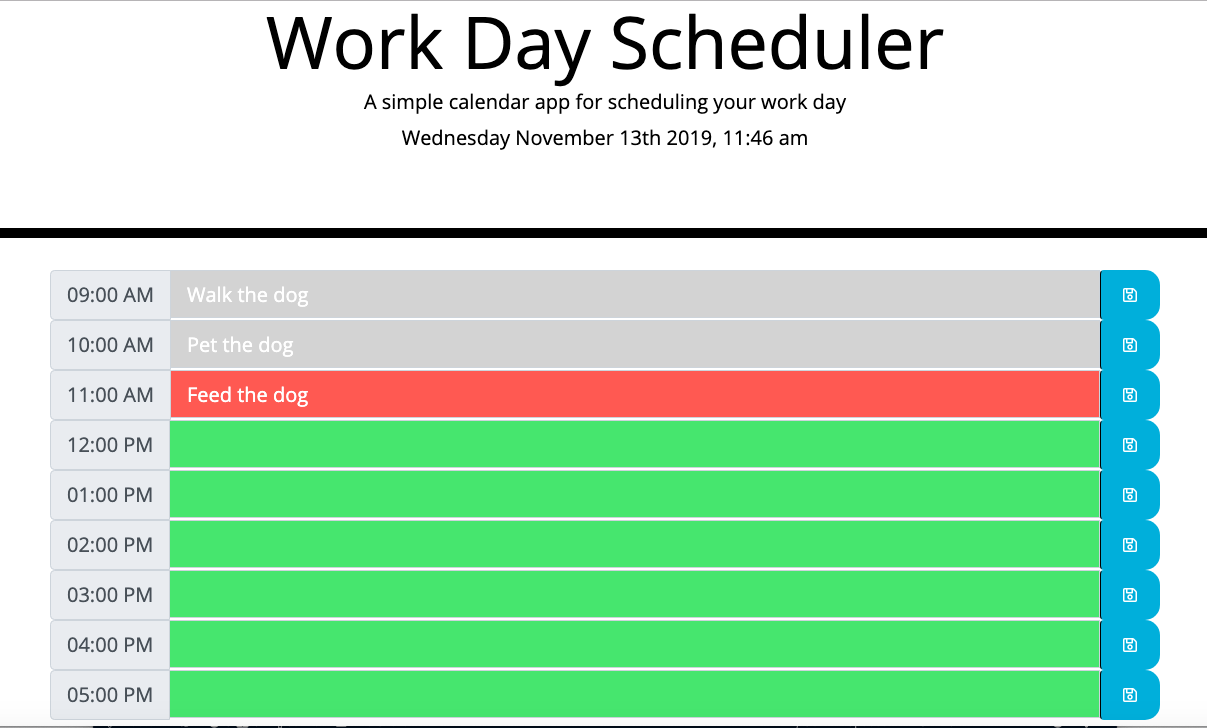 Work Day Scheduler
A simple calendar app for scheduling your work day
Wednesday November 13th 2019, 11:46 am
09:00 AM Walk the dog
10:00 AM Pet the dog
11:00 AM Feed the dog
12:00 PM
01:00 PM
02:00 PM
03:00 PM
04:00 PM
05:00 PM